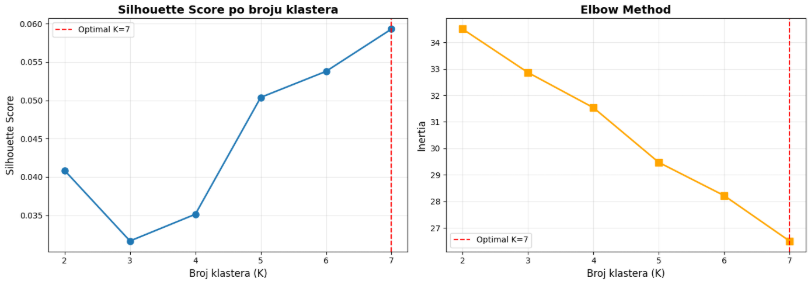 Silhouette Score po broju klastera
Optimal K=7
0.060
0.055
0.050
0.045
0.040
0.035
Silhouette Score
2 3 4 5 6 7
Broj klastera (K)
Elbow Method
34
33
32
31
30
29
28
27
Inertia
Optimal K=7
2 3 4 5 6 7
Broj klastera (K)